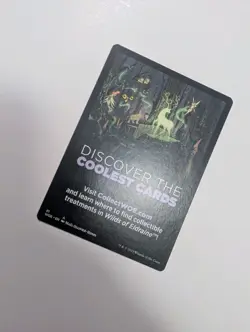 DISCOVER THE
COOLEST CARDS
Visit CollectWOE.com
and learn where to find collectible
treatments in Wilds of Eldraine™!